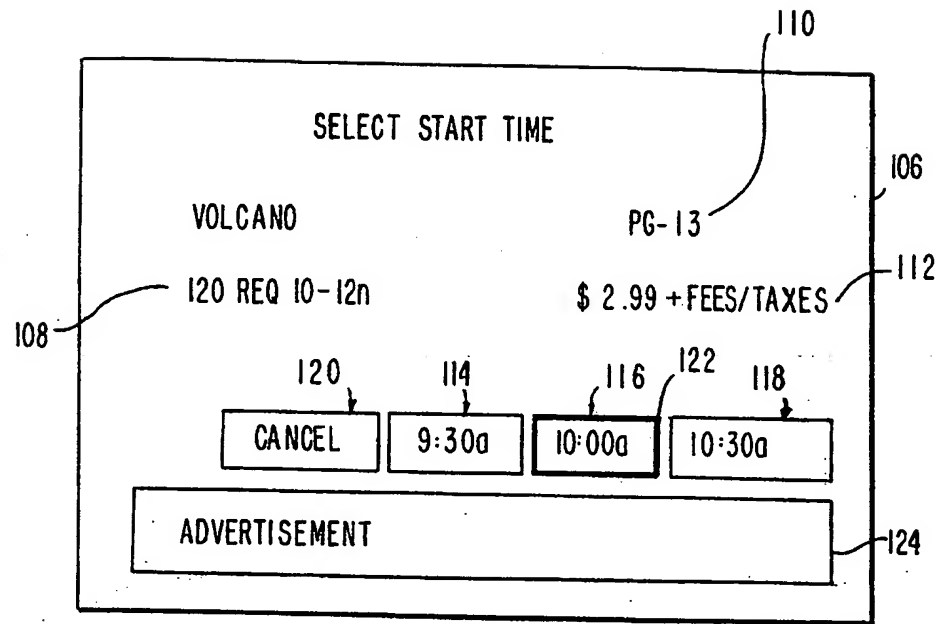 110
SELECT START TIME
106
VOLCANO
PG-13
112
120 REQ 10-12n
$ 2.99 + FEES/TAXES
108
120
114
116
122
118
CANCEL
9:30a
10:00a
10:30a
ADVERTISEMENT
124